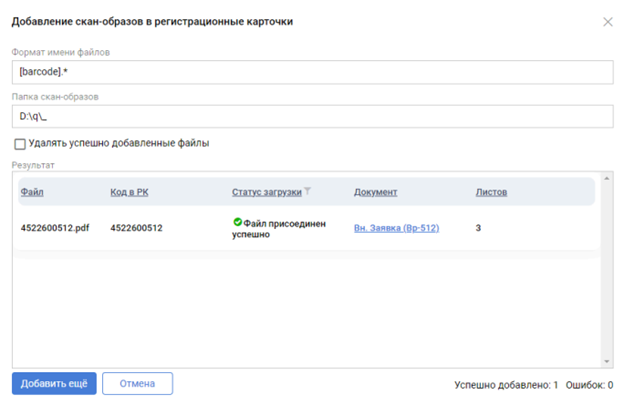 Добавление скан-образов в регистрационные карточки
Формат имени файлов
[barcode].*
Папка скан-образов
D:\q\_
Удалять успешно добавленные файлы
Результат
Файл Код в РК Статус загрузки Документ Листов
4522600512.pdf 4522600512 Файл присоединен успешно Вн. Заявка (Вр-512) 3
Добавить ещё Отмена Успешно добавлено: 1 Ошибок: 0